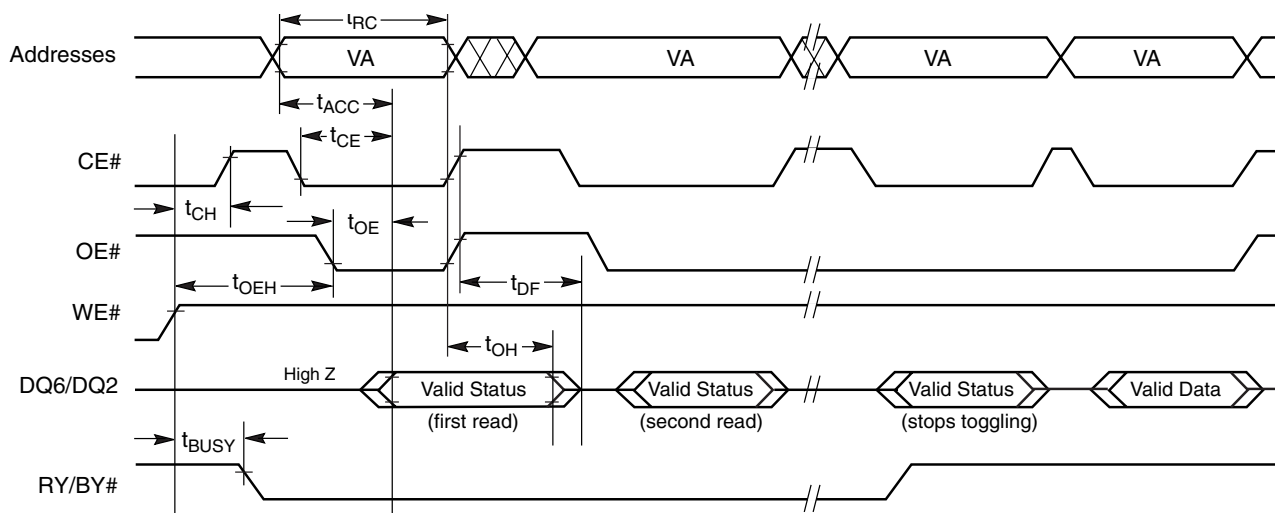 tRC
Addresses VA VA VA VA
tACC
tCE
CE#
tCH tOE
OE#
tOEH tDF
WE#
tOH
DQ6/DQ2 High Z Valid Status Valid Status Valid Status Valid Data
(first read) (second read) (stops toggling)
tBUSY
RY/BY#